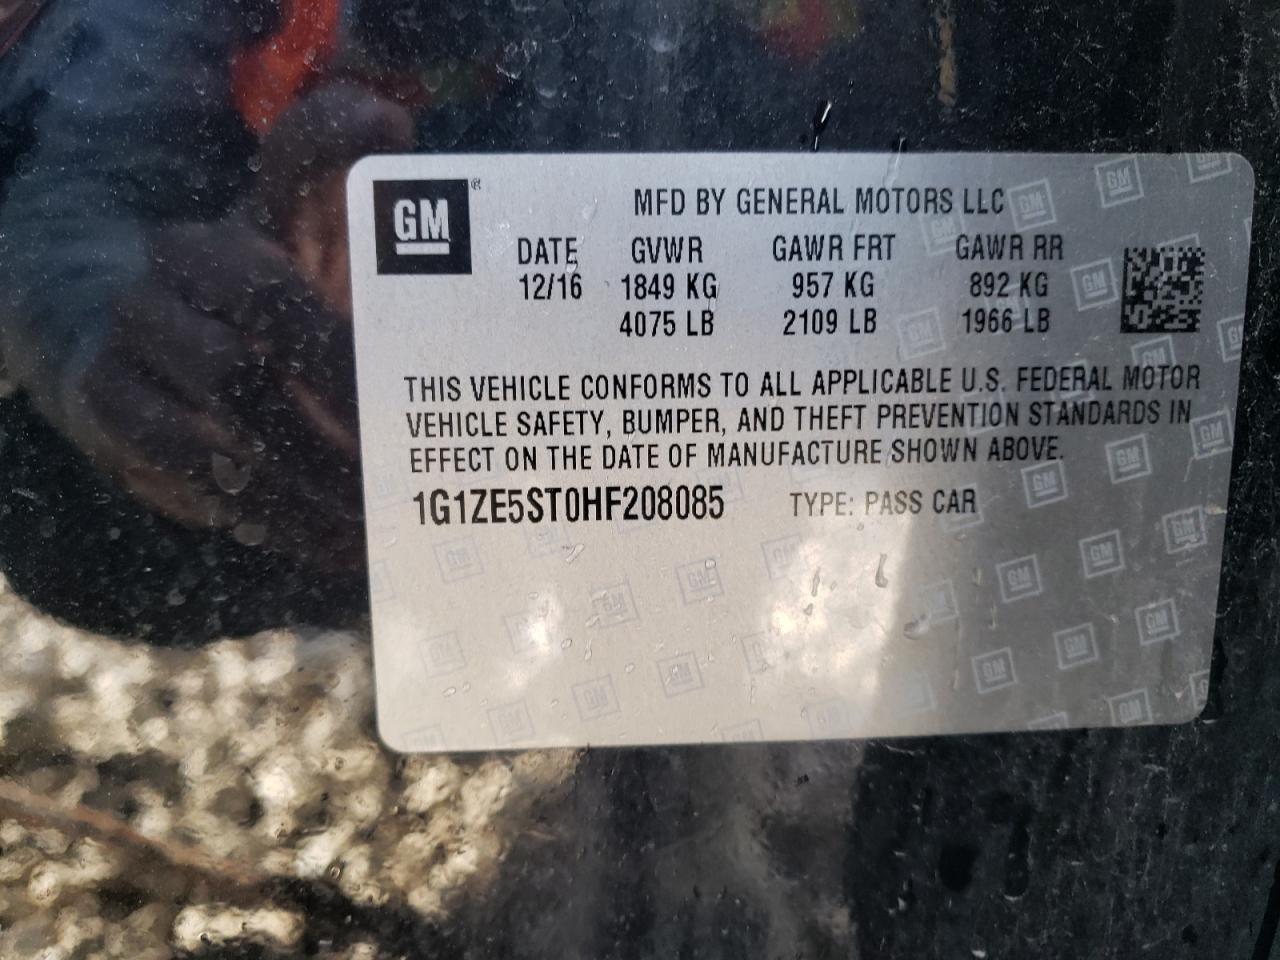 GM®
MFD BY GENERAL MOTORS LLC
DATE GVWR GAWR FRT GAWR RR
12/16 1849 KG 957 KG 892 KG
4075 LB 2109 LB 1966 LB
THIS VEHICLE CONFORMS TO ALL APPLICABLE U.S. FEDERAL MOTOR
VEHICLE SAFETY, BUMPER, AND THEFT PREVENTION STANDARDS IN
EFFECT ON THE DATE OF MANUFACTURE SHOWN ABOVE.
1G1ZE5ST0HF208085 TYPE: PASS CAR